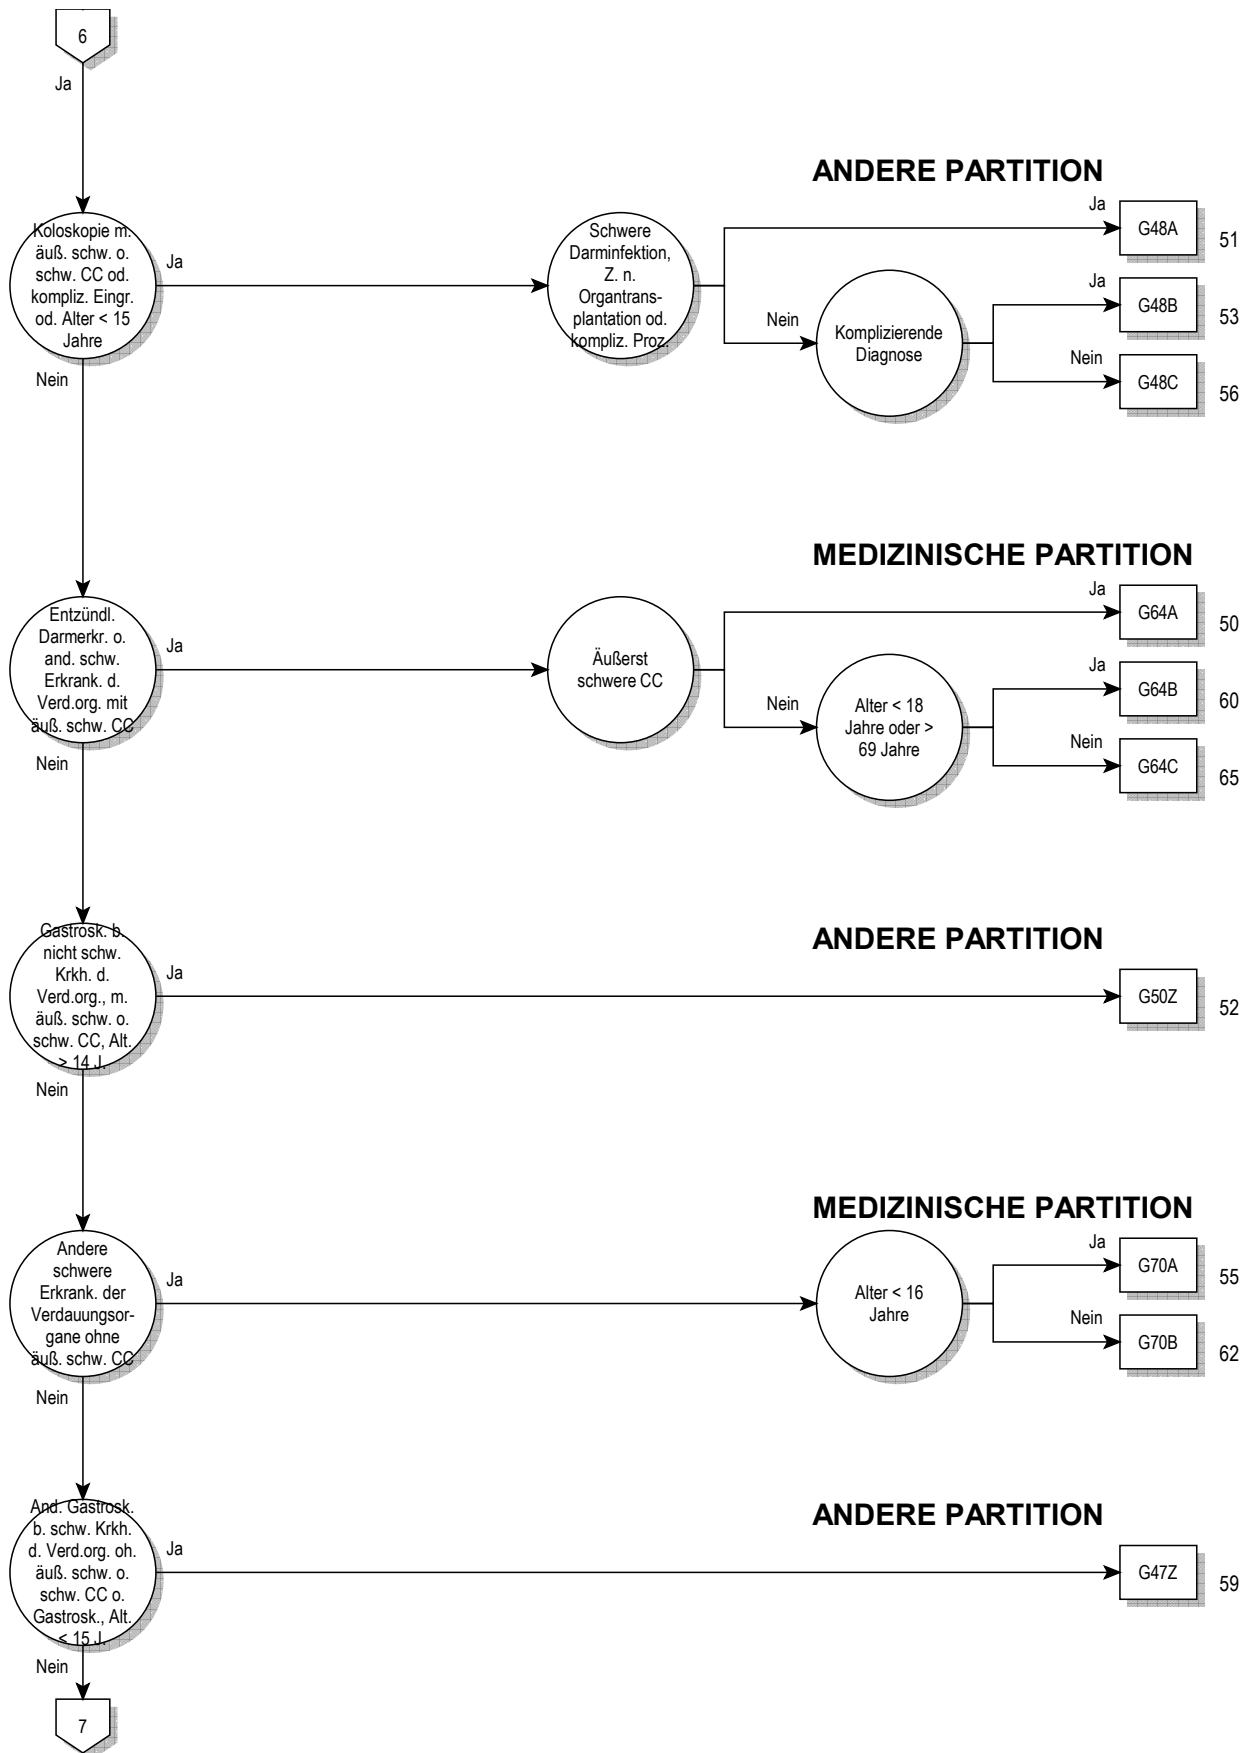 6
Ja
ANDERE PARTITION
Koloskopie m.
äuß. schw. o.
schw. CC od.
kompliz. Eingr.
od. Alter < 15
Jahre
Ja
Schwere
Darminfektion,
Z. n.
Organtrans-
plantation od.
kompliz. Proz.
Ja
G48A
51
Nein
Komplizierende
Diagnose
Ja
G48B
53
Nein
G48C
56
Nein
MEDIZINISCHE PARTITION
Entzündl.
Darmerkr. o.
and. schw.
Erkrank. d.
Verd.org. mit
äuß. schw. CC
Ja
Äußerst
schwere CC
Ja
G64A
50
Nein
Alter < 18
Jahre oder >
69 Jahre
Ja
G64B
60
Nein
G64C
65
Nein
ANDERE PARTITION
Gastrosk. b.
nicht schw.
Krkh. d.
Verd.org., m.
äuß. schw. o.
schw. CC, Alt.
> 14 J.
Ja
G50Z
52
Nein
MEDIZINISCHE PARTITION
Andere
schwere
Erkrank. der
Verdauungsor-
gane ohne
äuß. schw. CC
Ja
Alter < 16
Jahre
Ja
G70A
55
Nein
G70B
62
Nein
ANDERE PARTITION
And. Gastrosk.
b. schw. Krkh.
d. Verd.org. oh.
äuß. schw. o.
schw. CC o.
Gastrosk., Alt.
< 15 J.
Ja
G47Z
59
Nein
7